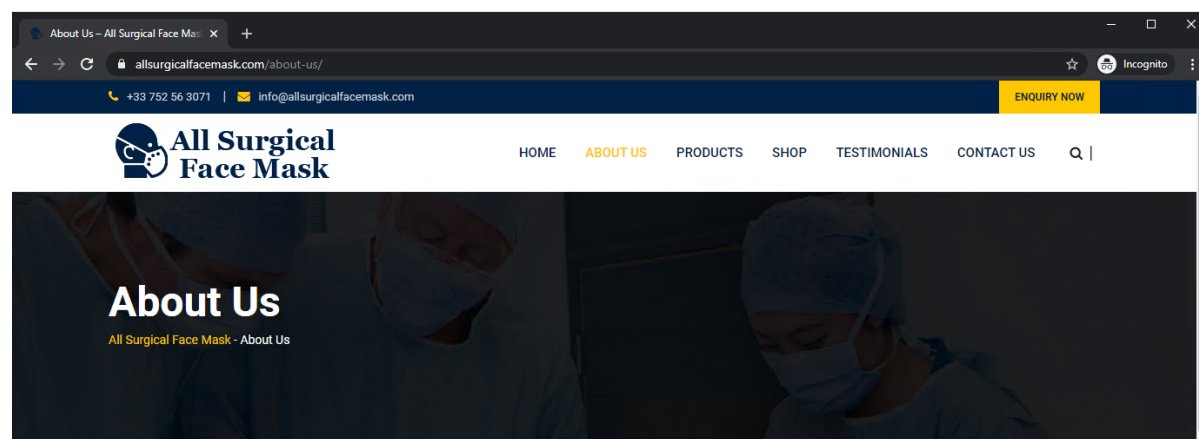 About Us – All Surgical Face Mas
allsurgicalfacemask.com/about-us/
Incognito
+33 752 56 3071 | info@allsurgicalfacemask.com
ENQUIRY NOW
All Surgical
Face Mask
HOME ABOUT US PRODUCTS SHOP TESTIMONIALS CONTACT US
About Us
All Surgical Face Mask - About Us